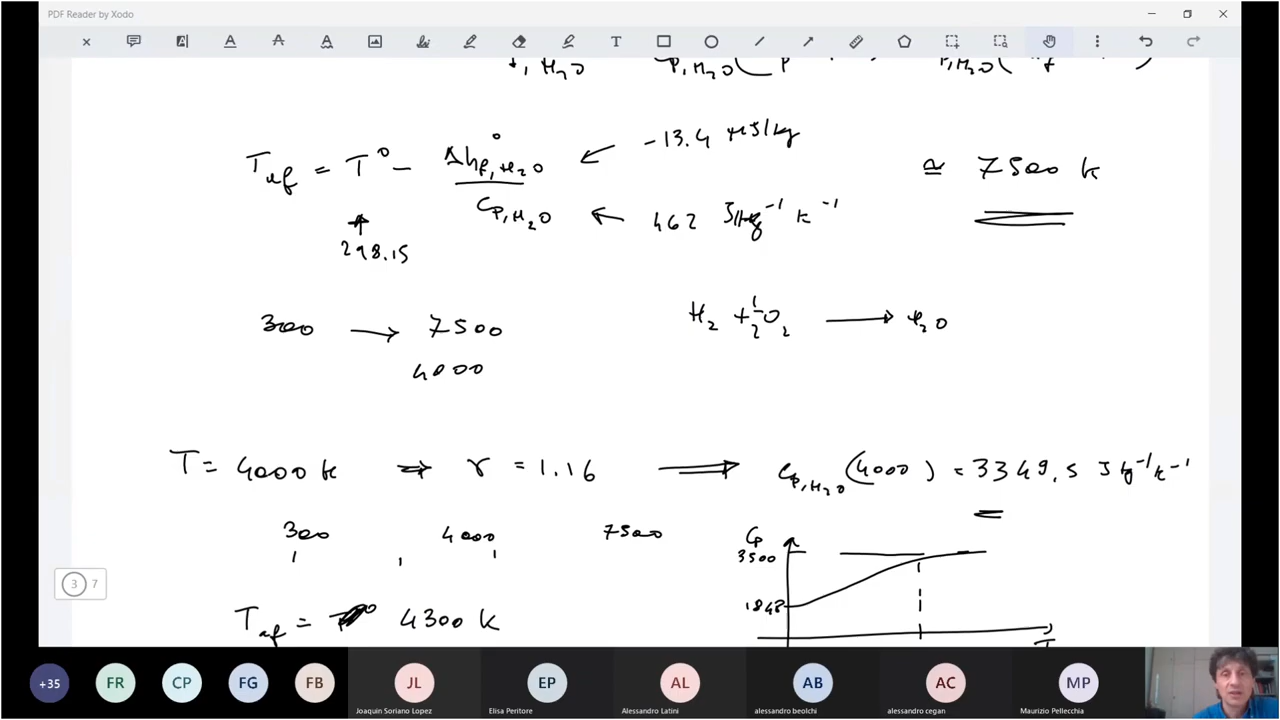 PDF Reader by Xodo
P,H₂O(
T_af = T° − Δh°f,H₂O / Cp,H₂O
← −13.4 MJ/kg
← 462 J kg⁻¹ K⁻¹
≅ 7500 K
298.15
300 → 7500
4000
H₂ + ½O₂ → H₂O
T = 4000 K → γ = 1.16 ⟹ Cp,H₂O (4000) = 3349.5 J kg⁻¹ K⁻¹
300 4000 7500
Cp
3500
1848
T
T_af = 4300 K
3 7
+35 FR CP FG FB JL EP AL AB AC MP
Joaquin Soriano Lopez Elisa Peritore Alessandro Latini alessandro beolchi alessandro cegan Maurizio Pellecchia